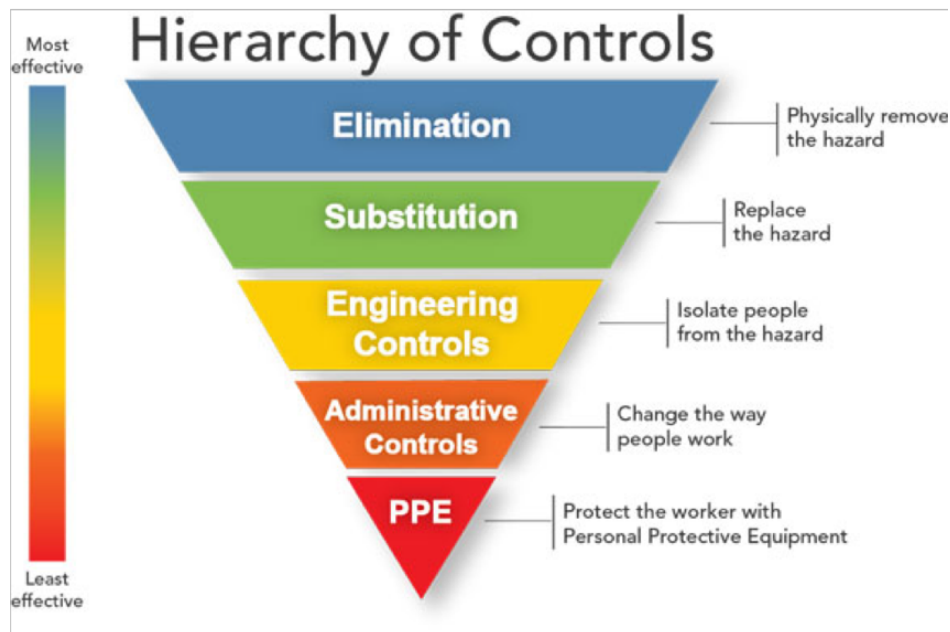 Hierarchy of Controls
Most
effective
Elimination
Physically remove
the hazard
Substitution
Replace
the hazard
Engineering
Controls
Isolate people
from the hazard
Administrative
Controls
Change the way
people work
PPE
Protect the worker with
Personal Protective Equipment
Least
effective